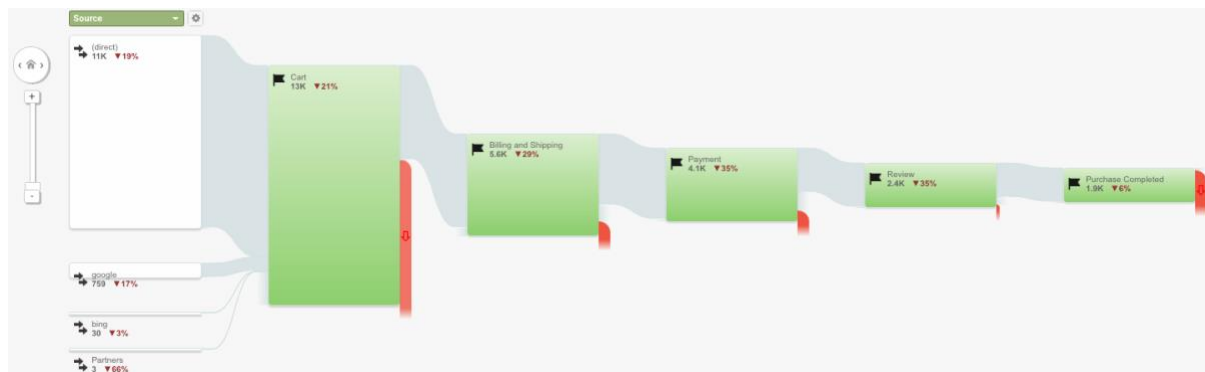 Source
(direct)
11K ▼19%
Cart
13K ▼21%
Billing and Shipping
5.6K ▼29%
Payment
4.1K ▼35%
Review
2.4K ▼35%
Purchase Completed
1.9K ▼6%
google
759 ▼17%
bing
30 ▼3%
Partners
3 ▼66%